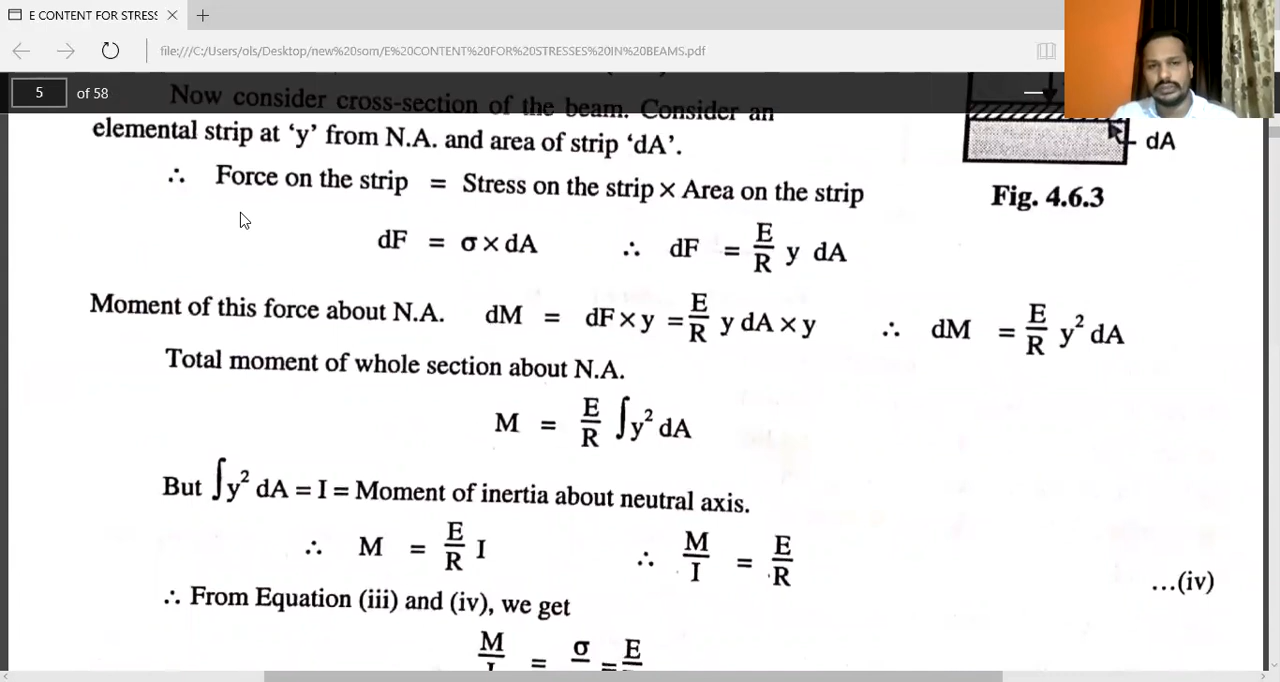 E CONTENT FOR STRESS
file:///C:/Users/ols/Desktop/new%20som/E%20CONTENT%20FOR%20STRESSES%20IN%20BEAMS.pdf
5 of 58
Now consider cross-section of the beam. Consider an
elemental strip at ‘y’ from N.A. and area of strip ‘dA’.
dA
∴ Force on the strip = Stress on the strip × Area on the strip
Fig. 4.6.3
dF = σ × dA ∴ dF = E/R y dA
Moment of this force about N.A. dM = dF × y = E/R y dA × y ∴ dM = E/R y² dA
Total moment of whole section about N.A.
M = E/R ∫y² dA
But ∫y² dA = I = Moment of inertia about neutral axis.
∴ M = E/R I ∴ M/I = E/R ...(iv)
∴ From Equation (iii) and (iv), we get
M/I = σ = E